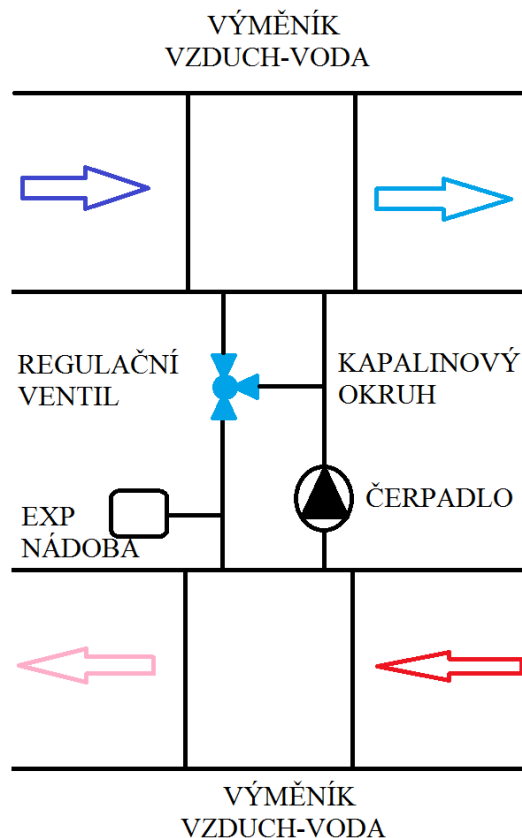 VÝMĚNÍK
VZDUCH-VODA
REGULAČNÍ
VENTIL
KAPALINOVÝ
OKRUH
EXP
NÁDOBA
ČERPADLO
VÝMĚNÍK
VZDUCH-VODA